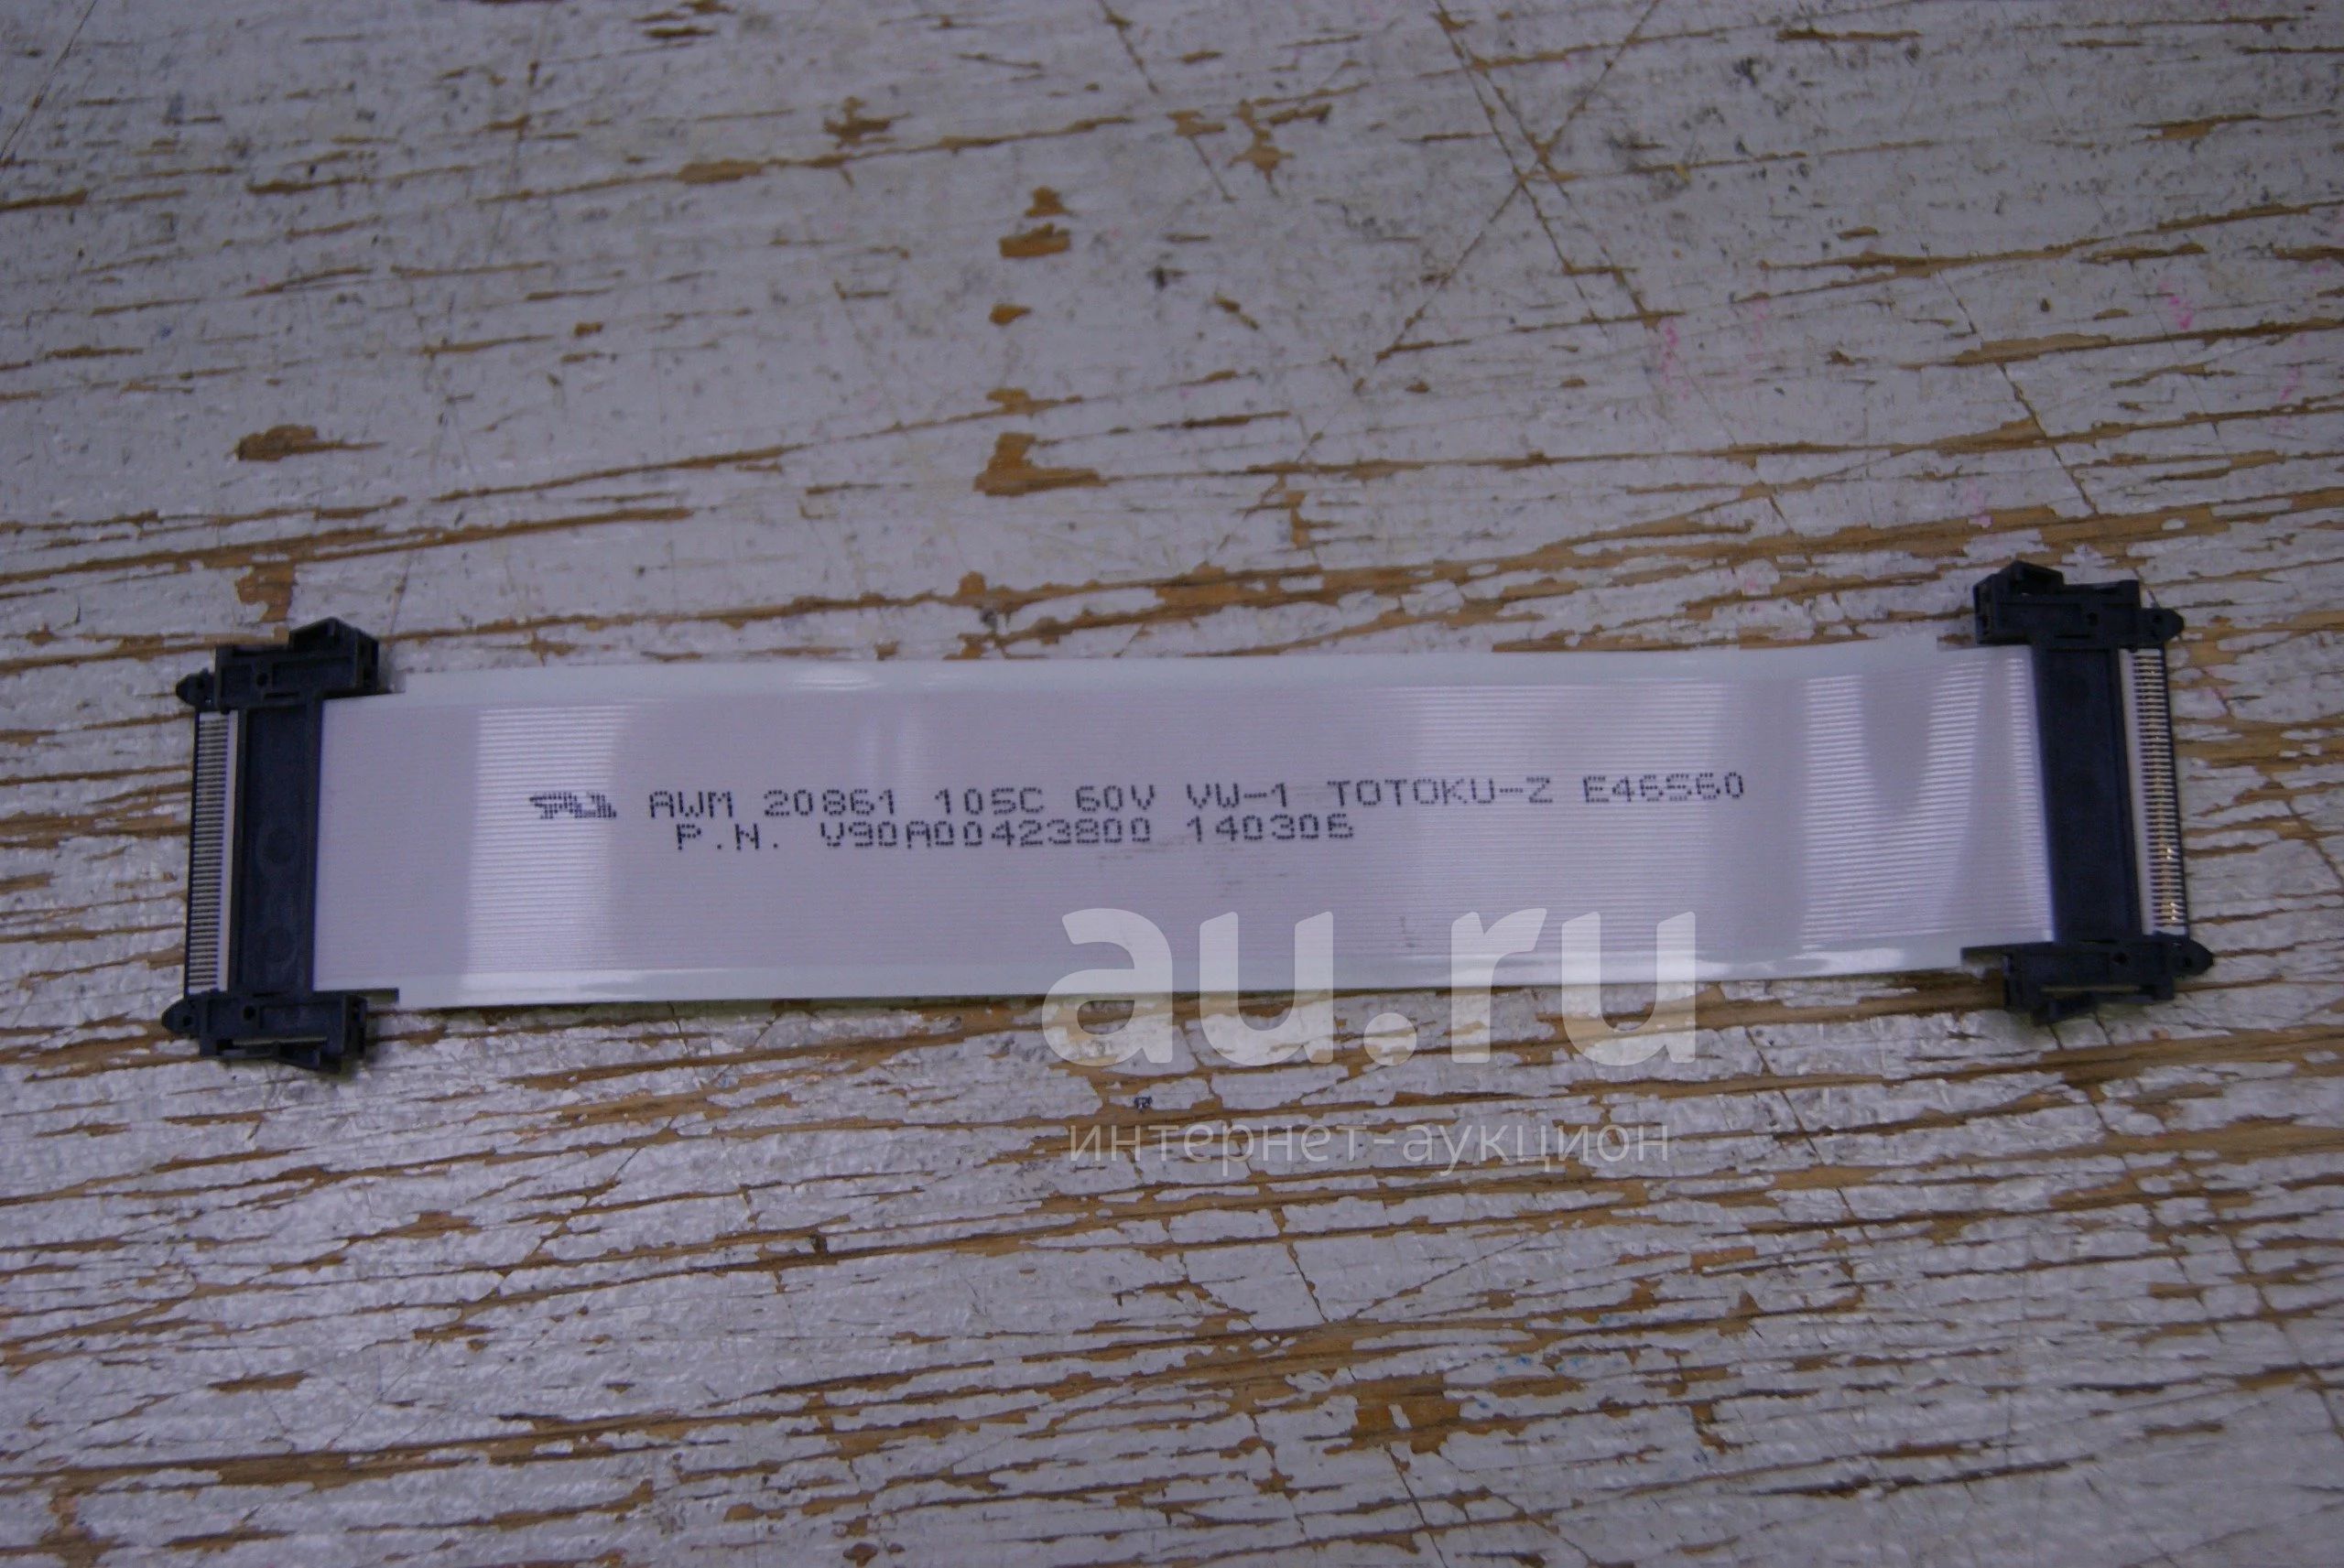 AWM 20861 105C 60V VW-1 TOTOKU-Z E46560
P.N. V90A00423800 140306
au.ru
интернет-аукцион